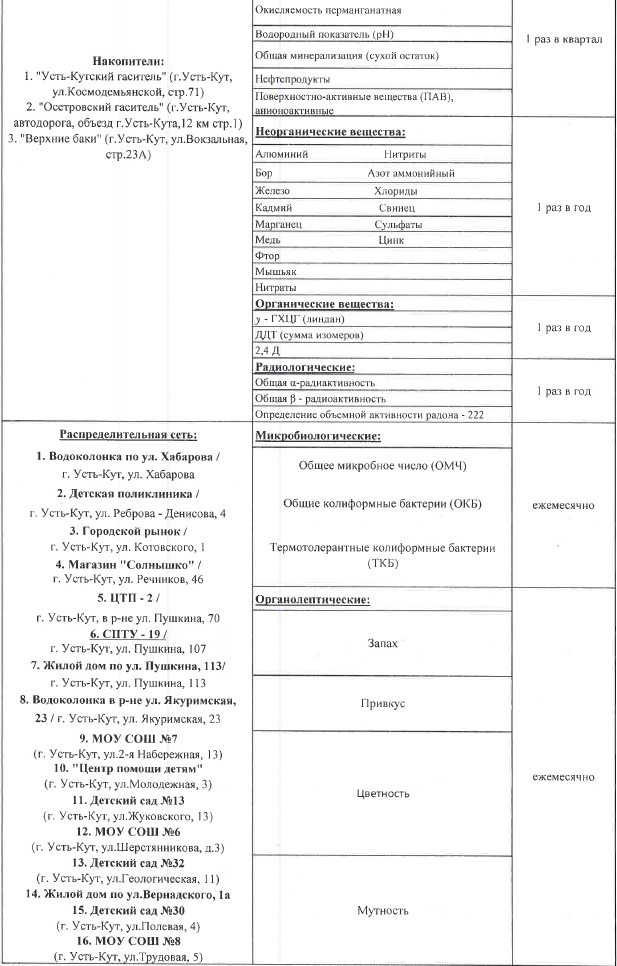 Окисляемость перманганатная
Водородный показатель (pH)
Общая минерализация (сухой остаток)
Нефтепродукты
Поверхностно-активные вещества (ПАВ),
анионоактивные
1 раз в квартал
Накопители:
1. "Усть-Кутский гаситель" (г.Усть-Кут,
ул.Космодемьянской, стр.71)
2. "Осетровский гаситель" (г.Усть-Кут,
автодорога, объезд г.Усть-Кута,12 км стр.1)
3. "Верхние баки" (г.Усть-Кут, ул.Вокзальная,
стр.23А)
Неорганические вещества:
Алюминий Нитриты
Бор Азот аммонийный
Железо Хлориды
Кадмий Свинец
Марганец Сульфаты
Медь Цинк
Фтор
Мышьяк
Нитраты
1 раз в год
Органические вещества:
γ - ГХЦГ (линдан)
ДДТ (сумма изомеров)
2,4 Д
1 раз в год
Радиологические:
Общая α-радиактивность
Общая β - радиоактивность
Определение объемной активности радона - 222
1 раз в год
Распределительная сеть:
1. Водоколонка по ул. Хабарова /
г. Усть-Кут, ул. Хабарова
2. Детская поликлиника /
г. Усть-Кут, ул. Реброва - Денисова, 4
3. Городской рынок /
г. Усть-Кут, ул. Котовского, 1
4. Магазин "Солнышко" /
г. Усть-Кут, ул. Речников, 46
5. ЦТП - 2 /
г. Усть-Кут, в р-не ул. Пушкина, 70
6. СПТУ - 19 /
г. Усть-Кут, ул. Пушкина, 107
7. Жилой дом по ул. Пушкина, 113/
г. Усть-Кут, ул. Пушкина, 113
8. Водоколонка в р-не ул. Якуримская,
23 / г. Усть-Кут, ул. Якуримская, 23
9. МОУ СОШ №7
(г. Усть-Кут, ул.2-я Набережная, 13)
10. "Центр помощи детям"
(г. Усть-Кут, ул.Молодежная, 3)
11. Детский сад №13
(г. Усть-Кут, ул.Жуковского, 13)
12. МОУ СОШ №6
(г. Усть-Кут, ул.Шерстянникова, д.3)
13. Детский сад №32
(г. Усть-Кут, ул.Геологическая, 11)
14. Жилой дом по ул.Вернадского, 1а
15. Детский сад №30
(г. Усть-Кут, ул.Полевая, 4)
16. МОУ СОШ №8
(г. Усть-Кут, ул.Трудовая, 5)
Микробиологические:
Общее микробное число (ОМЧ)
Общие колиформные бактерии (ОКБ)
Термотолерантные колиформные бактерии
(ТКБ)
ежемесячно
Органолептические:
Запах
Привкус
Цветность
Мутность
ежемесячно